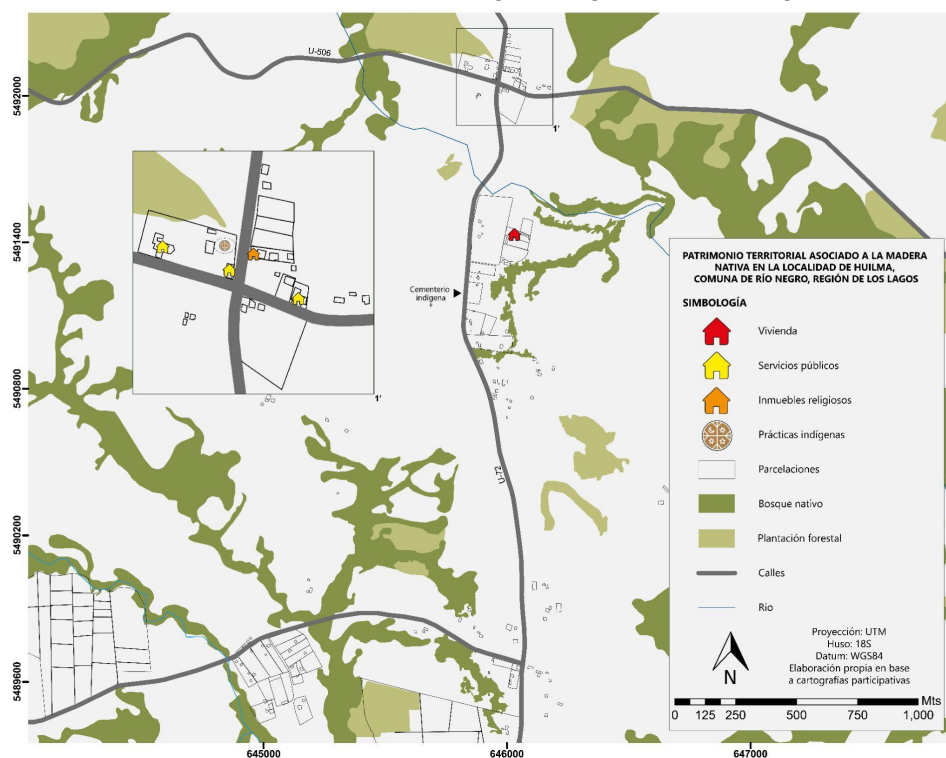 U-506
5492000
1'
5491400
1'
Cementerio
indígena
5490800
U-72
5490200
5489600
645000
646000
647000
PATRIMONIO TERRITORIAL ASOCIADO A LA MADERA
NATIVA EN LA LOCALIDAD DE HUILMA,
COMUNA DE RÍO NEGRO, REGIÓN DE LOS LAGOS
SIMBOLOGÍA
Vivienda
Servicios públicos
Inmuebles religiosos
Prácticas indígenas
Parcelaciones
Bosque nativo
Plantación forestal
Calles
Río
N
Proyección: UTM
Huso: 18S
Datum: WGS84
Elaboración propia en base
a cartografías participativas
Mts
0 125 250 500 750 1,000